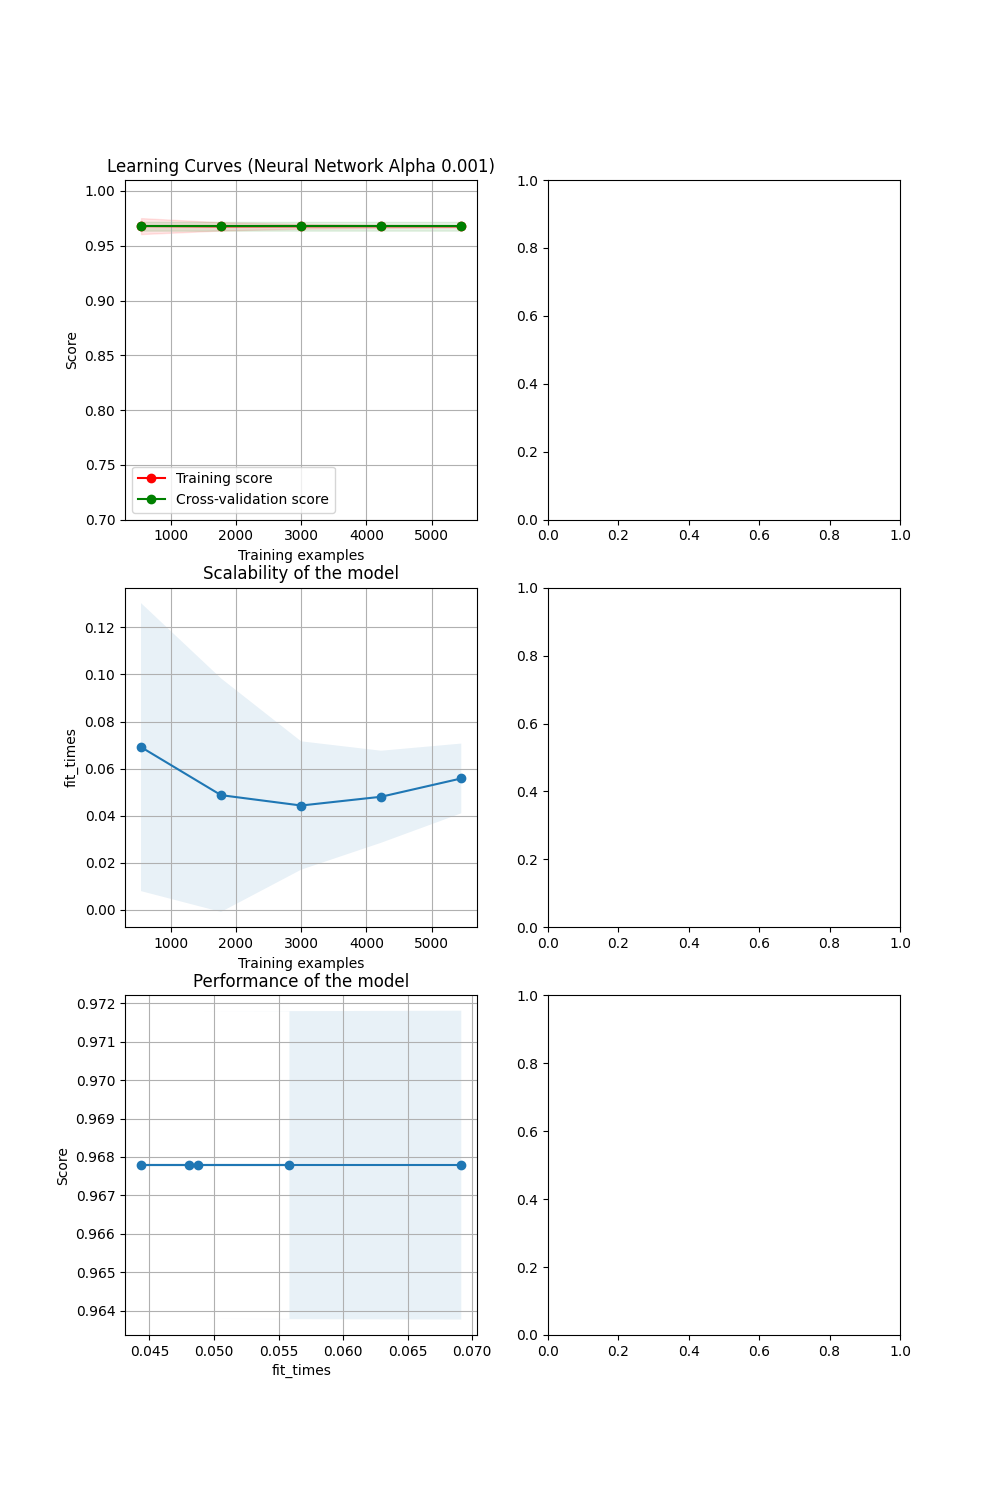 Learning Curves (Neural Network Alpha 0.001)
1.00
0.95
0.90
0.85
0.80
0.75
0.70
Score
Training score
Cross-validation score
1000 2000 3000 4000 5000
Training examples
1.0
0.8
0.6
0.4
0.2
0.0
0.0 0.2 0.4 0.6 0.8 1.0
Scalability of the model
0.12
0.10
0.08
0.06
0.04
0.02
0.00
fit_times
1000 2000 3000 4000 5000
Training examples
1.0
0.8
0.6
0.4
0.2
0.0
0.0 0.2 0.4 0.6 0.8 1.0
Performance of the model
0.972
0.971
0.970
0.969
0.968
0.967
0.966
0.965
0.964
Score
0.045 0.050 0.055 0.060 0.065 0.070
fit_times
1.0
0.8
0.6
0.4
0.2
0.0
0.0 0.2 0.4 0.6 0.8 1.0